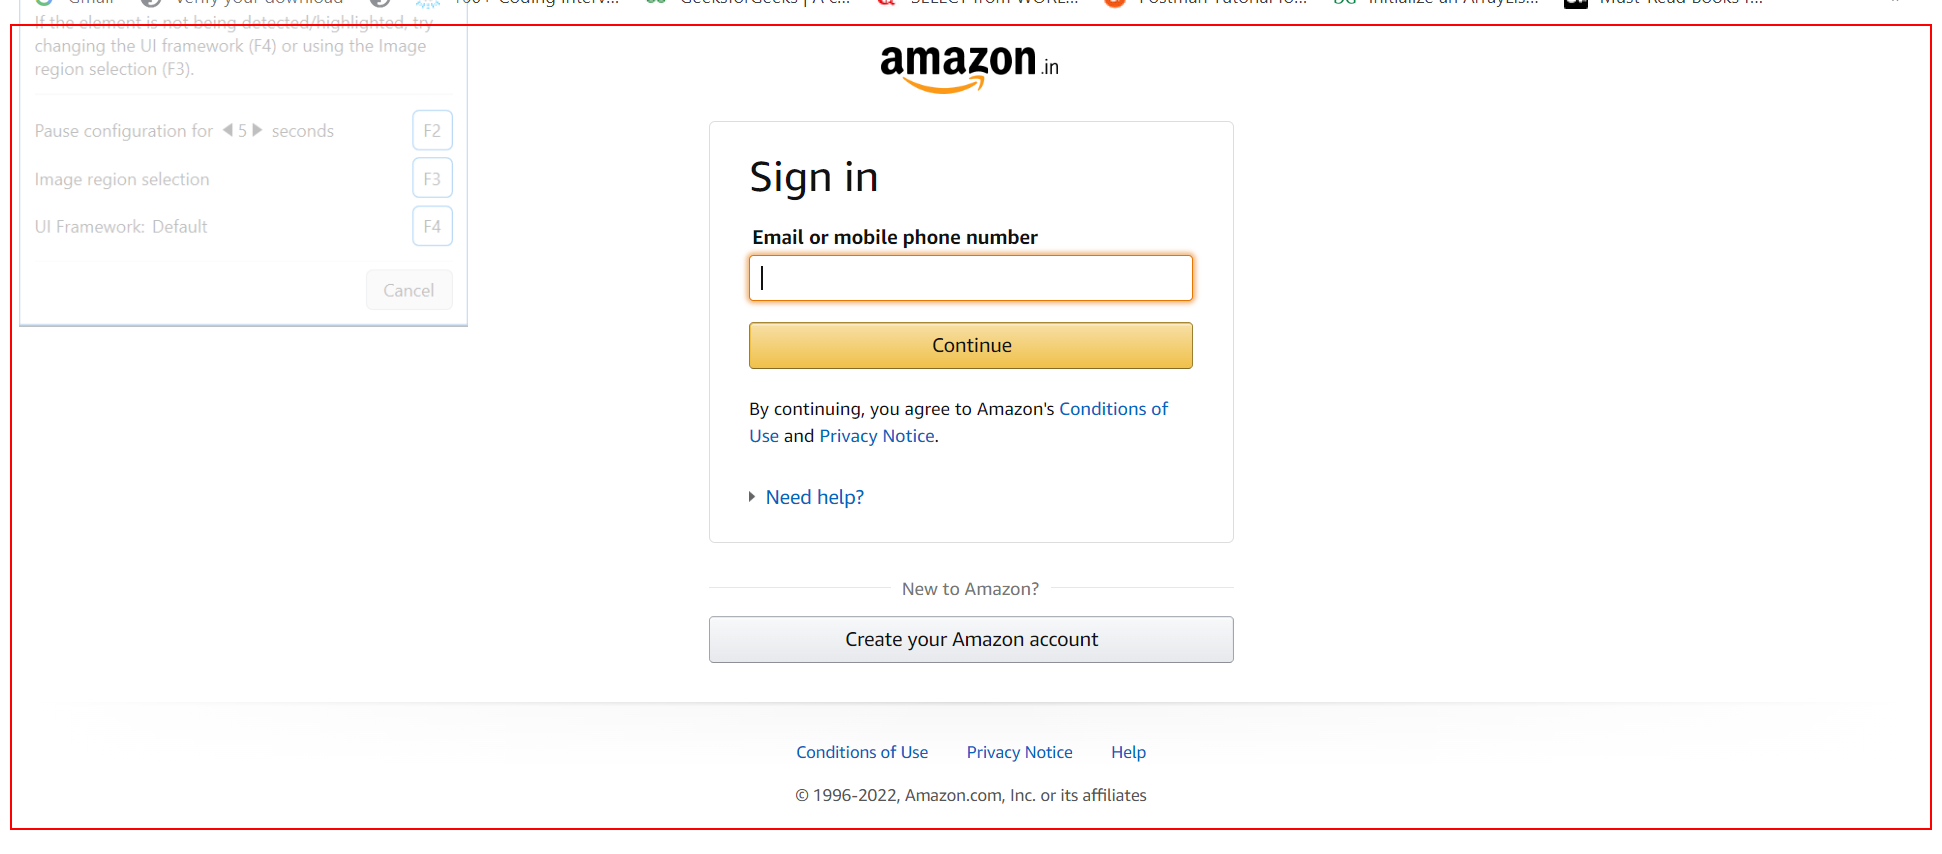 Gmail
Verify your download
100+ Coding Interv...
GeeksforGeeks | A c...
SELECT from WORL...
Postman Tutorial fo...
Initialize an ArrayLis...
Must-Read Books f...
If the element is not being detected/highlighted, try
changing the UI framework (F4) or using the Image
region selection (F3).
Pause configuration for 5 seconds F2
Image region selection F3
UI Framework: Default F4
Cancel
amazon.in
Sign in
Email or mobile phone number
Continue
By continuing, you agree to Amazon's Conditions of
Use and Privacy Notice.
Need help?
New to Amazon?
Create your Amazon account
Conditions of Use Privacy Notice Help
© 1996-2022, Amazon.com, Inc. or its affiliates